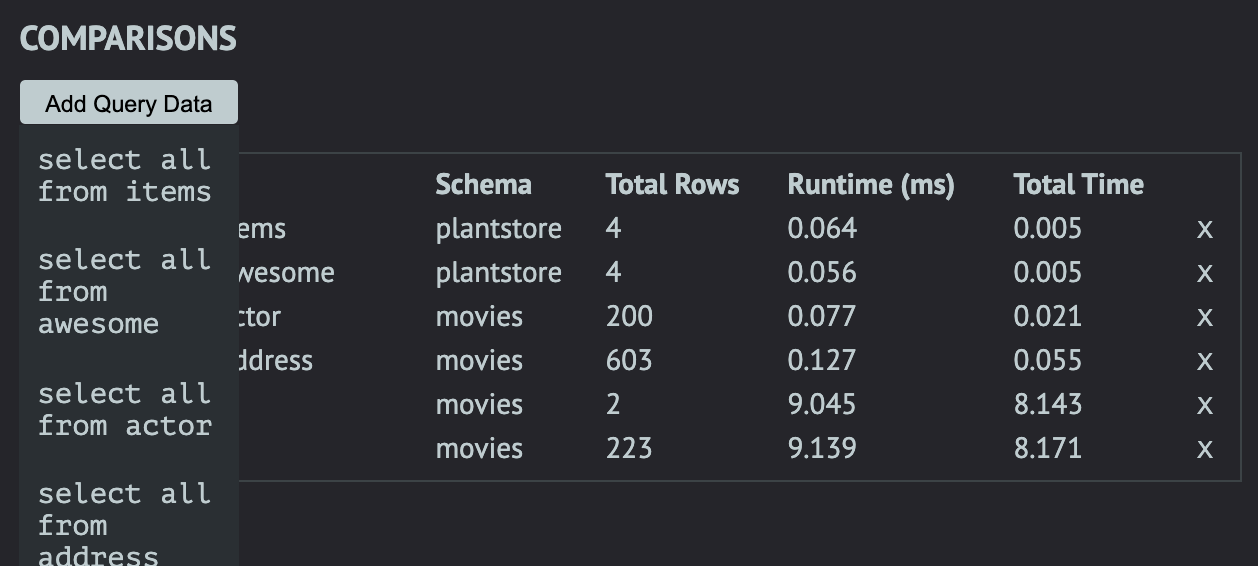 COMPARISONS
Add Query Data
select all
from items
select all
from
awesome
select all
from actor
select all
from
address
Schema Total Rows Runtime (ms) Total Time
ems plantstore 4 0.064 0.005 X
wesome plantstore 4 0.056 0.005 X
ctor movies 200 0.077 0.021 X
ddress movies 603 0.127 0.055 X
movies 2 9.045 8.143 X
movies 223 9.139 8.171 X